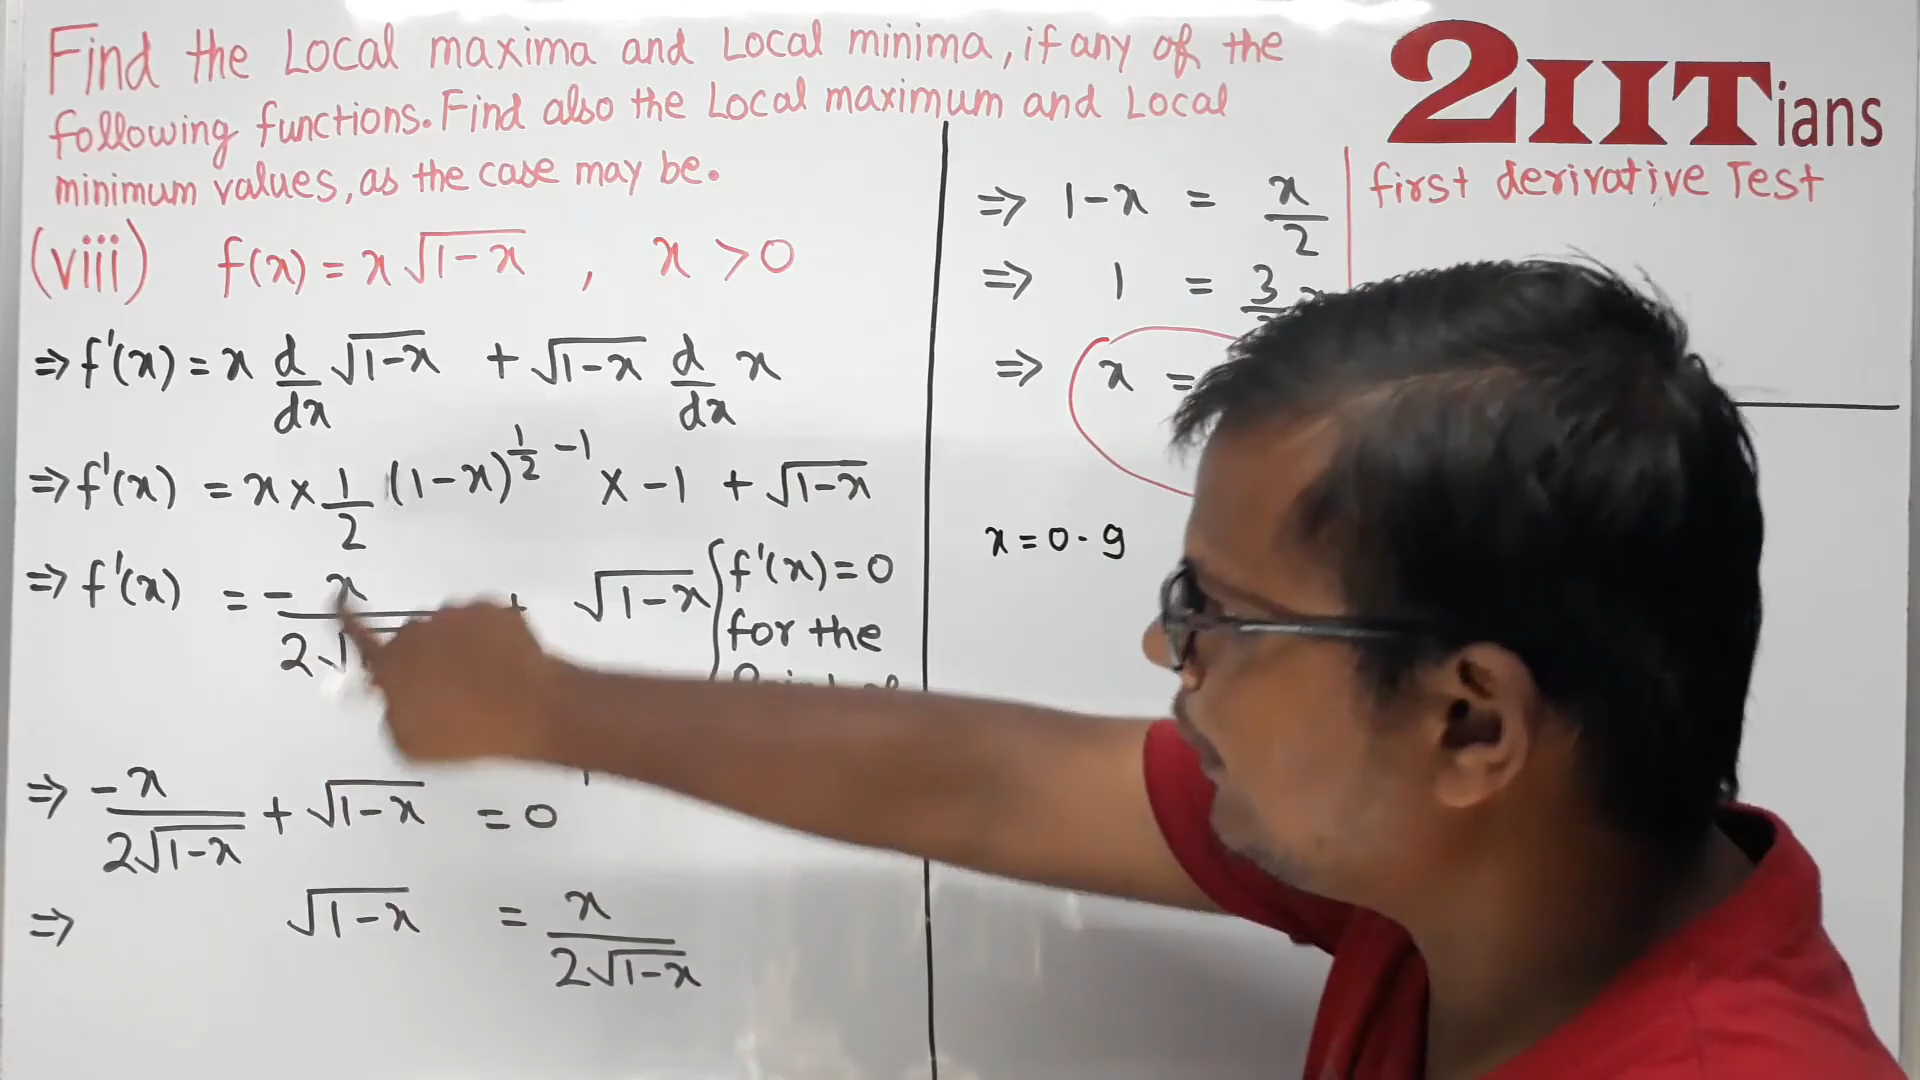 Find the Local maxima and Local minima, if any of the
following functions. Find also the Local maximum and Local
minimum values, as the case may be.
(viii) f(x) = x √(1-x) , x > 0
⇒ f'(x) = x d/dx √(1-x) + √(1-x) d/dx x
⇒ f'(x) = x × 1/2 (1-x)^(1/2 - 1) × -1 + √(1-x)
⇒ f'(x) = - x / 2√ + √(1-x)
f'(x) = 0
for the
⇒ -x / 2√(1-x) + √(1-x) = 0
⇒ √(1-x) = x / 2√(1-x)
⇒ 1-x = x/2
⇒ 1 = 3
⇒ x =
x = 0.9
2IITians
first derivative Test